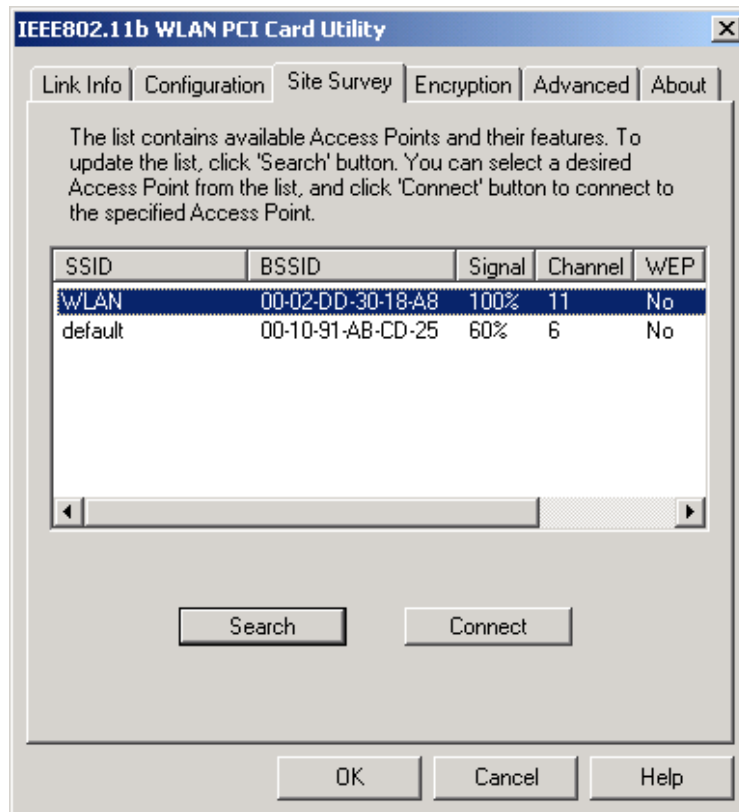 IEEE802.11b WLAN PCI Card Utility
Link Info Configuration Site Survey Encryption Advanced About
The list contains available Access Points and their features. To
update the list, click 'Search' button. You can select a desired
Access Point from the list, and click 'Connect' button to connect to
the specified Access Point.
SSID BSSID Signal Channel WEP
WLAN 00-02-DD-30-18-A8 100% 11 No
default 00-10-91-AB-CD-25 60% 6 No
Search Connect
OK Cancel Help